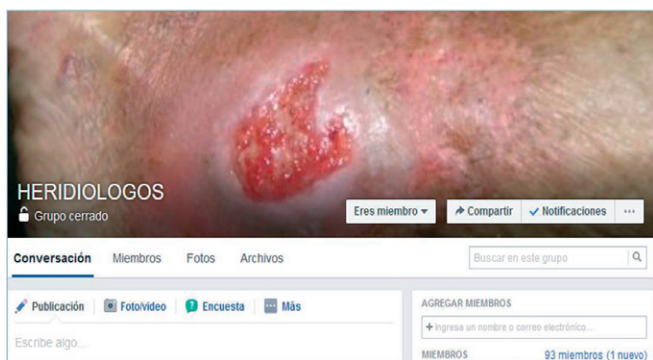 HERIDIOLOGOS
Grupo cerrado
Eres miembro
Compartir
Notificaciones
Conversación Miembros Fotos Archivos
Buscar en este grupo
Publicación Foto/video Encuesta Más
Escribe algo...
AGREGAR MIEMBROS
+ Ingresa un nombre o correo electrónico...
MIEMBROS 93 miembros (1 nuevo)